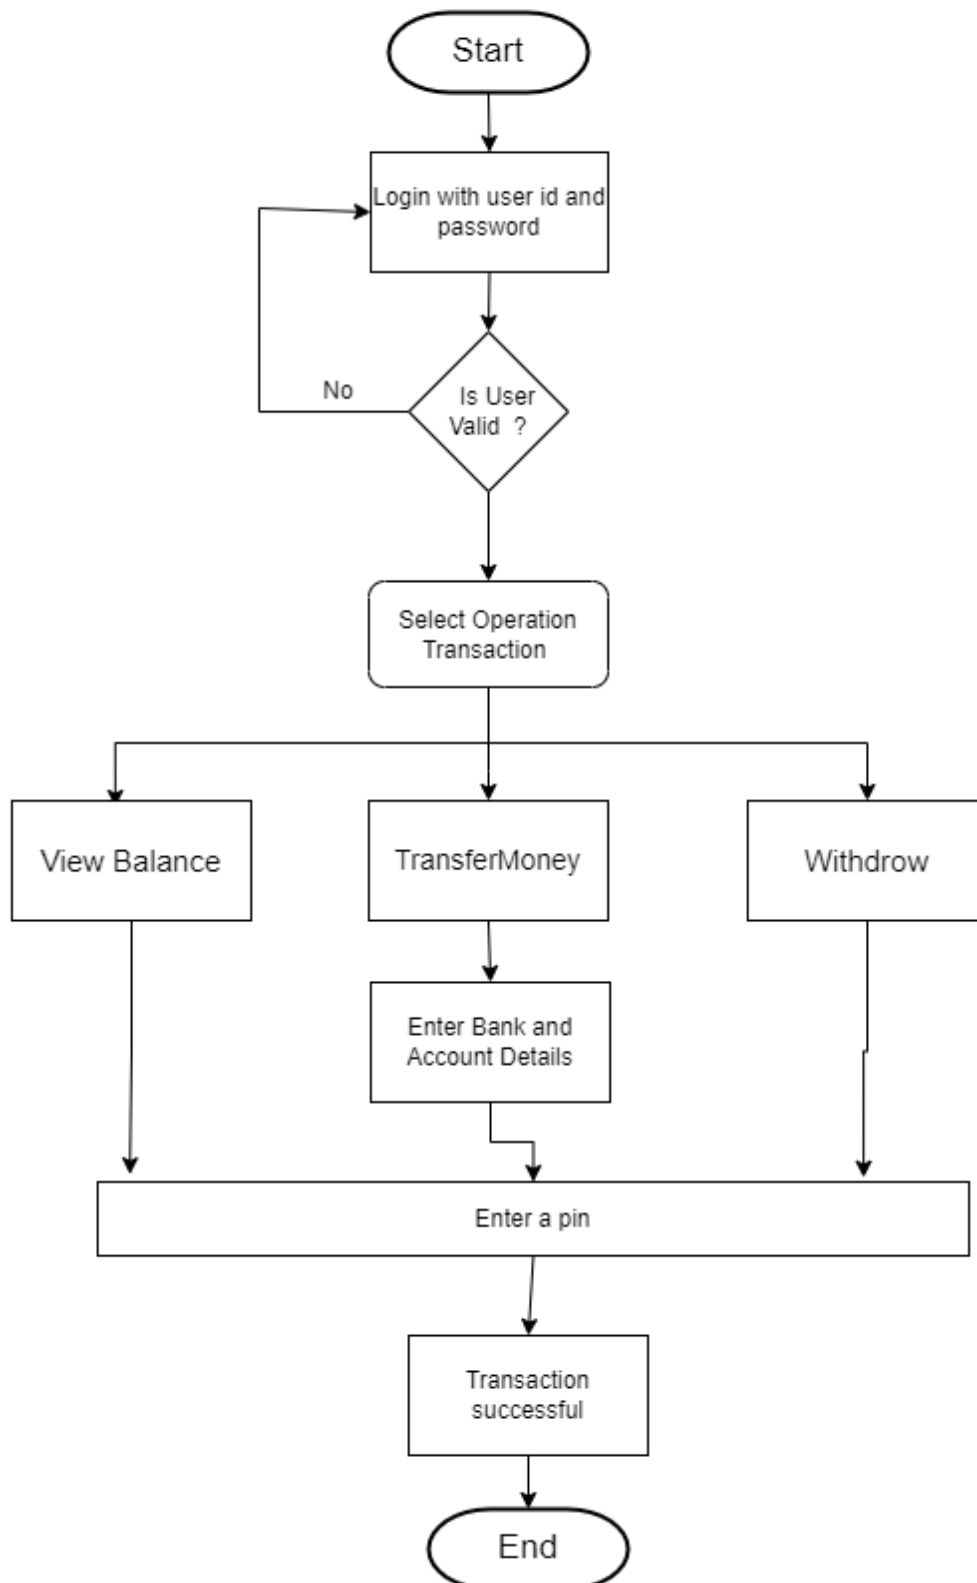 Start
Login with user id and
password
No
Is User
Valid ?
Select Operation
Transaction
View Balance
TransferMoney
Withdrow
Enter Bank and
Account Details
Enter a pin
Transaction
successful
End